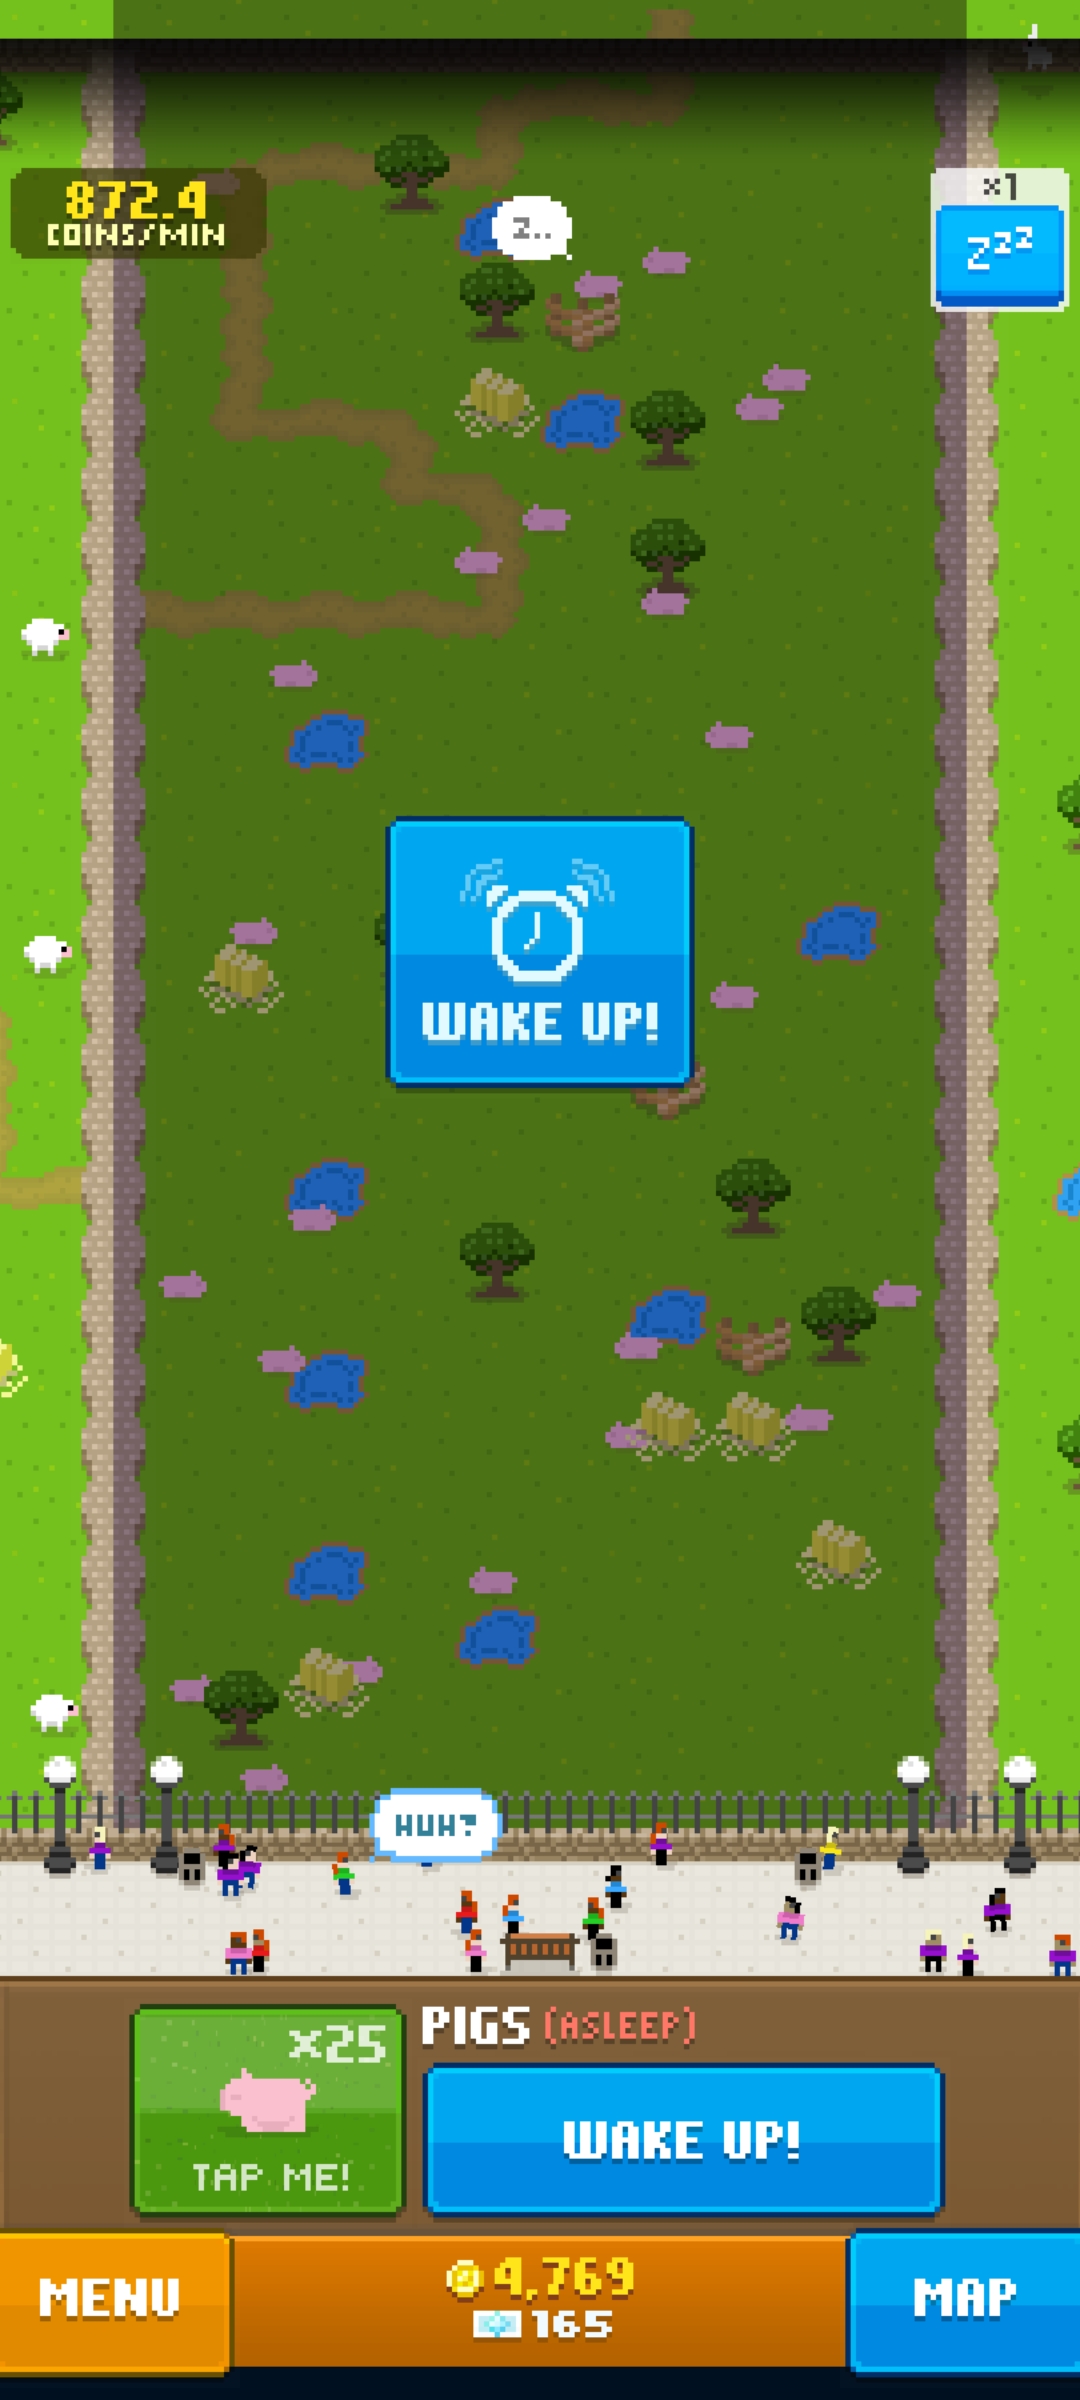 872.4
COINS/MIN
x1
zzzz
z..
WAKE UP!
HUH?
x25
TAP ME!
PIGS (ASLEEP)
WAKE UP!
MENU
4,769
165
MAP